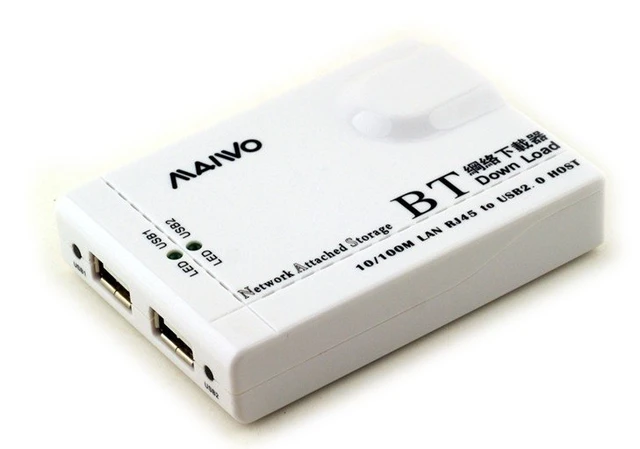 MAIWO
LED USB1
LED USB2
Network Attached Storage
BT 網絡下載器
Down Load
10/100M LAN RJ45 to USB2.0 HOST
USB1
USB2